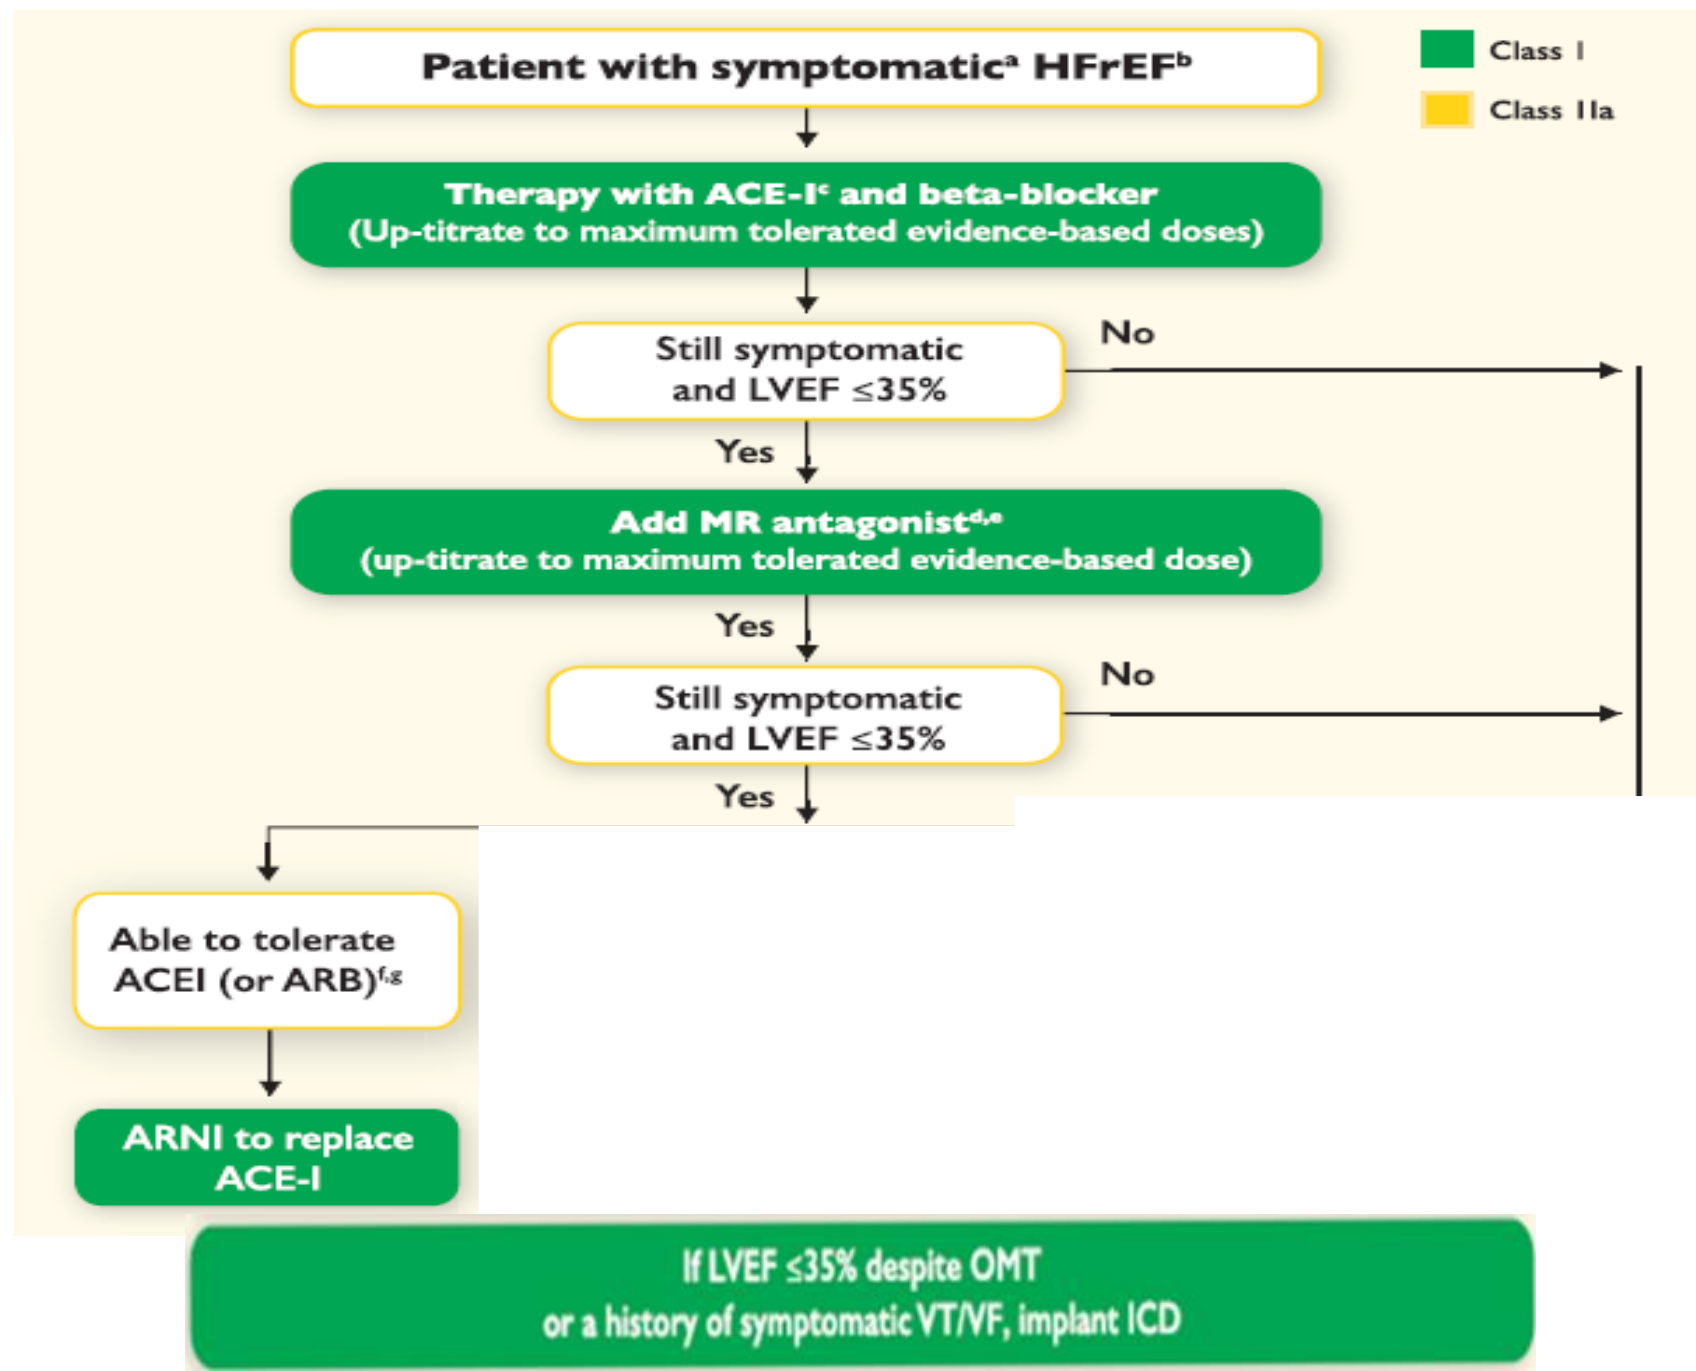 Patient with symptomaticᵃ HFrEFᵇ
Class I
Class IIa
Therapy with ACE-Iᶜ and beta-blocker
(Up-titrate to maximum tolerated evidence-based doses)
Still symptomatic
and LVEF ≤35%
No
Yes
Add MR antagonistᵈ,ᵉ
(up-titrate to maximum tolerated evidence-based dose)
Yes
Still symptomatic
and LVEF ≤35%
No
Yes
Able to tolerate
ACEI (or ARB)ᶠ,ᵍ
ARNI to replace
ACE-I
If LVEF ≤35% despite OMT
or a history of symptomatic VT/VF, implant ICD